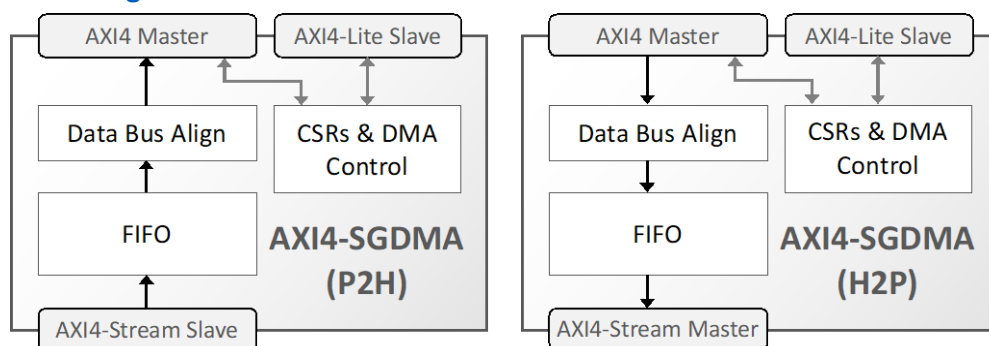 AXI4 Master
AXI4-Lite Slave
Data Bus Align
CSRs & DMA
Control
FIFO
AXI4-SGDMA
(P2H)
AXI4-Stream Slave
AXI4 Master
AXI4-Lite Slave
Data Bus Align
CSRs & DMA
Control
FIFO
AXI4-SGDMA
(H2P)
AXI4-Stream Master